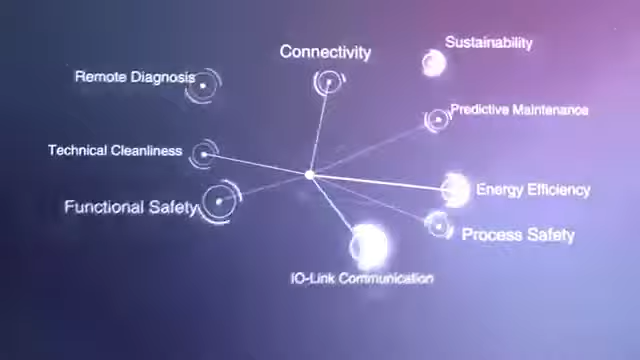 Sustainability
Connectivity
Remote Diagnosis
Predictive Maintenance
Technical Cleanliness
Energy Efficiency
Functional Safety
Process Safety
IO-Link Communication